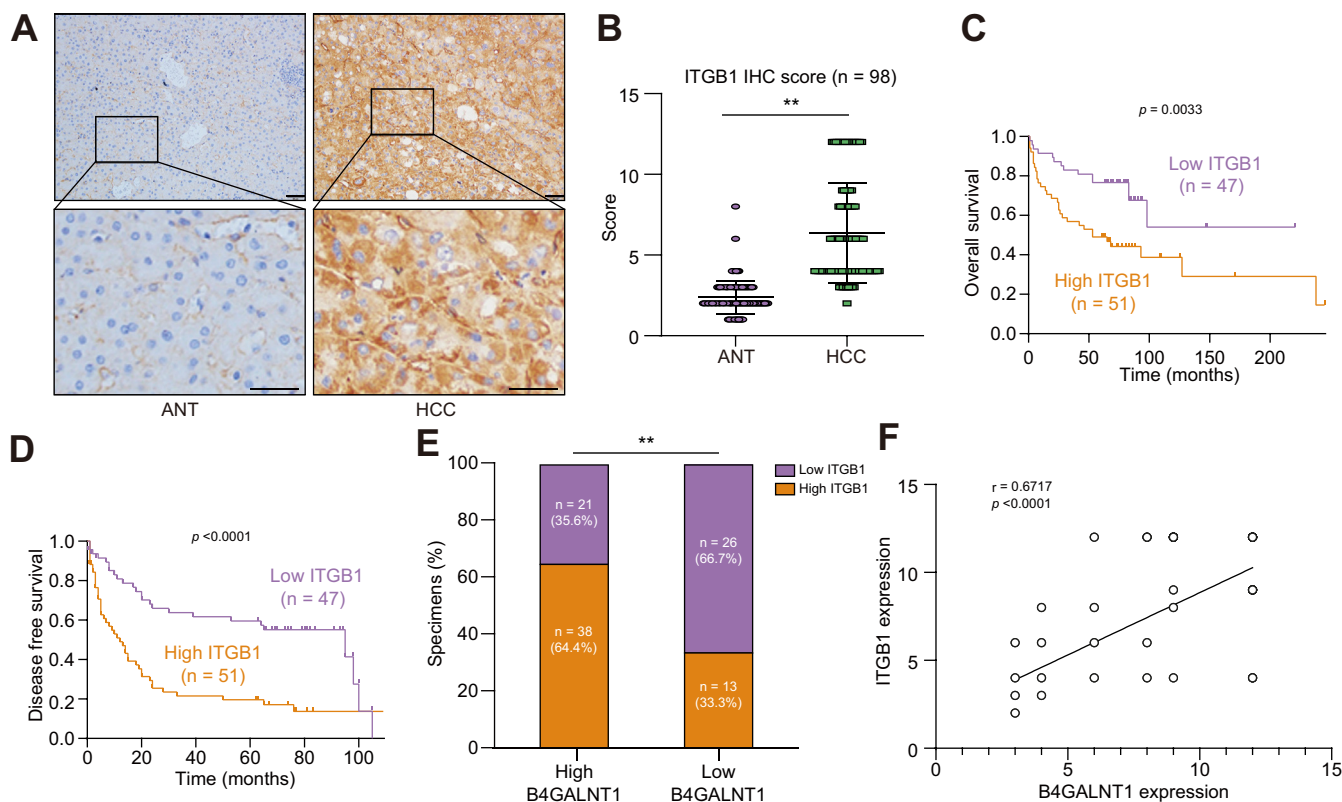 A
ANT
HCC
B
ITGB1 IHC score (n = 98)
**
15
10
5
0
Score
ANT
HCC
C
p = 0.0033
1.0
0.8
0.6
0.4
0.2
0.0
Overall survival
Low ITGB1
(n = 47)
High ITGB1
(n = 51)
0
50
100
150
200
Time (months)
D
p <0.0001
1.0
0.8
0.6
0.4
0.2
0.0
Disease free survival
Low ITGB1
(n = 47)
High ITGB1
(n = 51)
0
20
40
60
80
100
Time (months)
E
**
Low ITGB1
High ITGB1
100
80
60
40
20
0
Specimens (%)
n = 21
(35.6%)
n = 38
(64.4%)
n = 26
(66.7%)
n = 13
(33.3%)
High
B4GALNT1
Low
B4GALNT1
F
r = 0.6717
p <0.0001
15
10
5
0
ITGB1 expression
0
5
10
15
B4GALNT1 expression